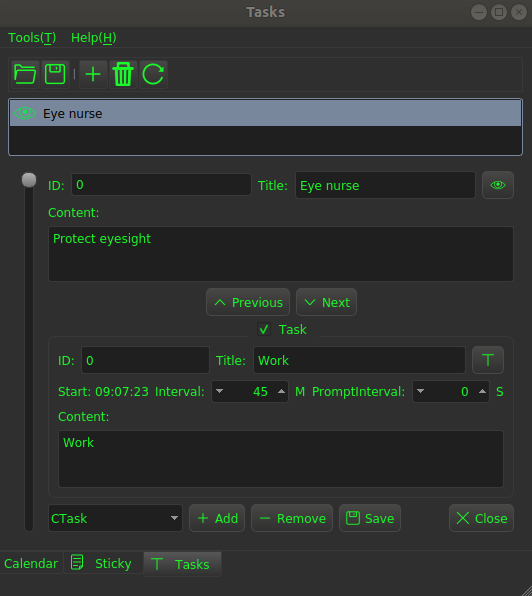 Tasks
Tools(T) Help(H)
Eye nurse
ID: 0 Title: Eye nurse
Content:
Protect eyesight
Previous Next
Task
ID: 0 Title: Work
Start: 09:07:23 Interval: 45 M PromptInterval: 0 S
Content:
Work
CTask Add Remove Save Close
Calendar Sticky Tasks